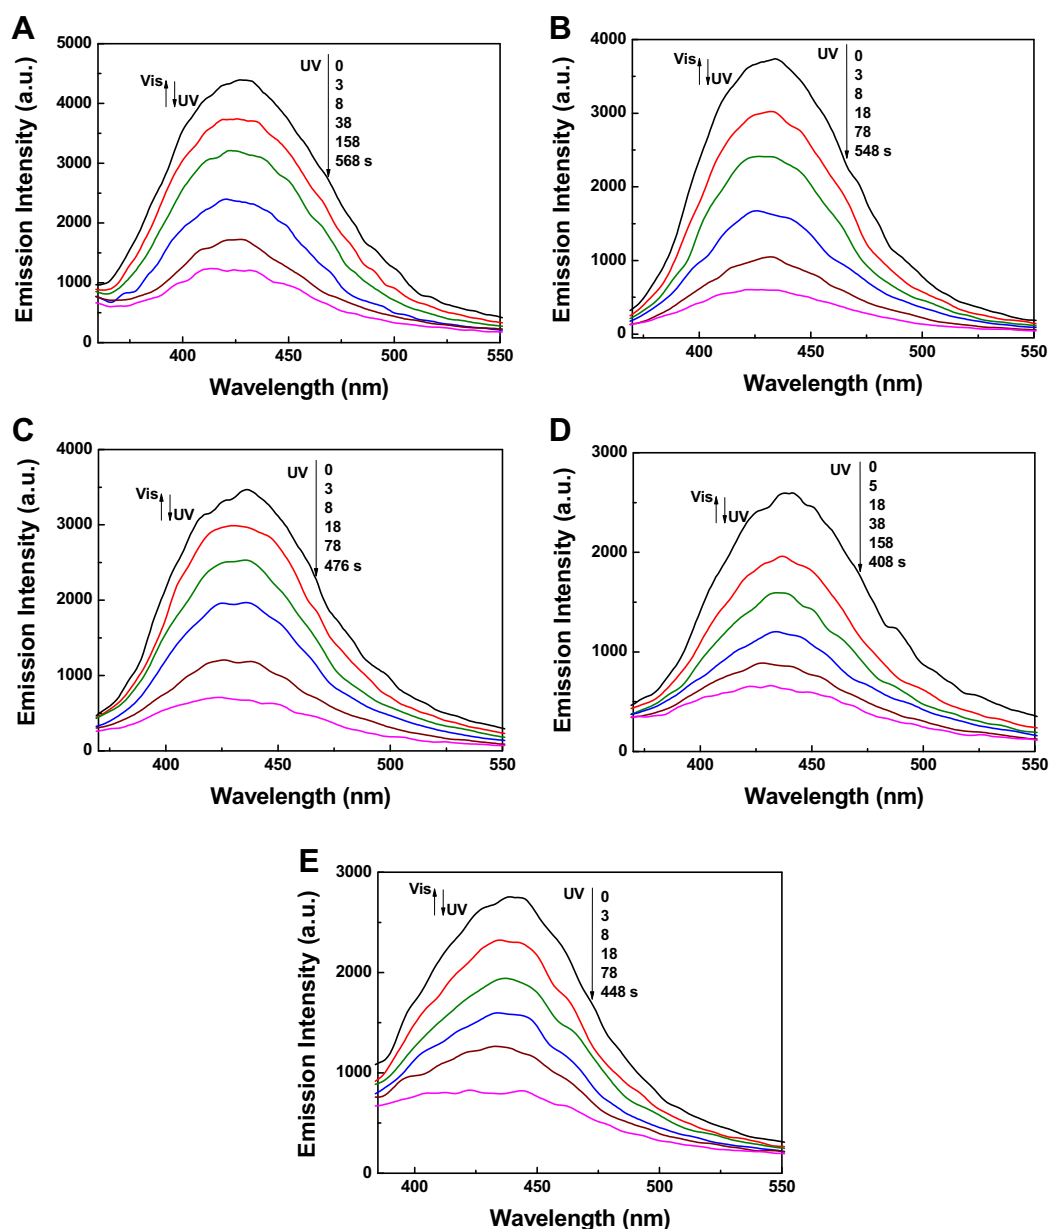 A
Emission Intensity (a.u.)
5000
4000
3000
2000
1000
0
Vis
UV
UV
0
3
8
38
158
568 s
400
450
500
550
Wavelength (nm)
B
Emission Intensity (a.u.)
4000
3000
2000
1000
0
Vis
UV
UV
0
3
8
18
78
548 s
400
450
500
550
Wavelength (nm)
C
Emission Intensity (a.u.)
4000
3000
2000
1000
0
Vis
UV
UV
0
3
8
18
78
476 s
400
450
500
550
Wavelength (nm)
D
Emission Intensity (a.u.)
3000
2000
1000
0
Vis
UV
UV
0
5
18
38
158
408 s
400
450
500
550
Wavelength (nm)
E
Emission Intensity (a.u.)
3000
2000
1000
0
Vis
UV
UV
0
3
8
18
78
448 s
400
450
500
550
Wavelength (nm)